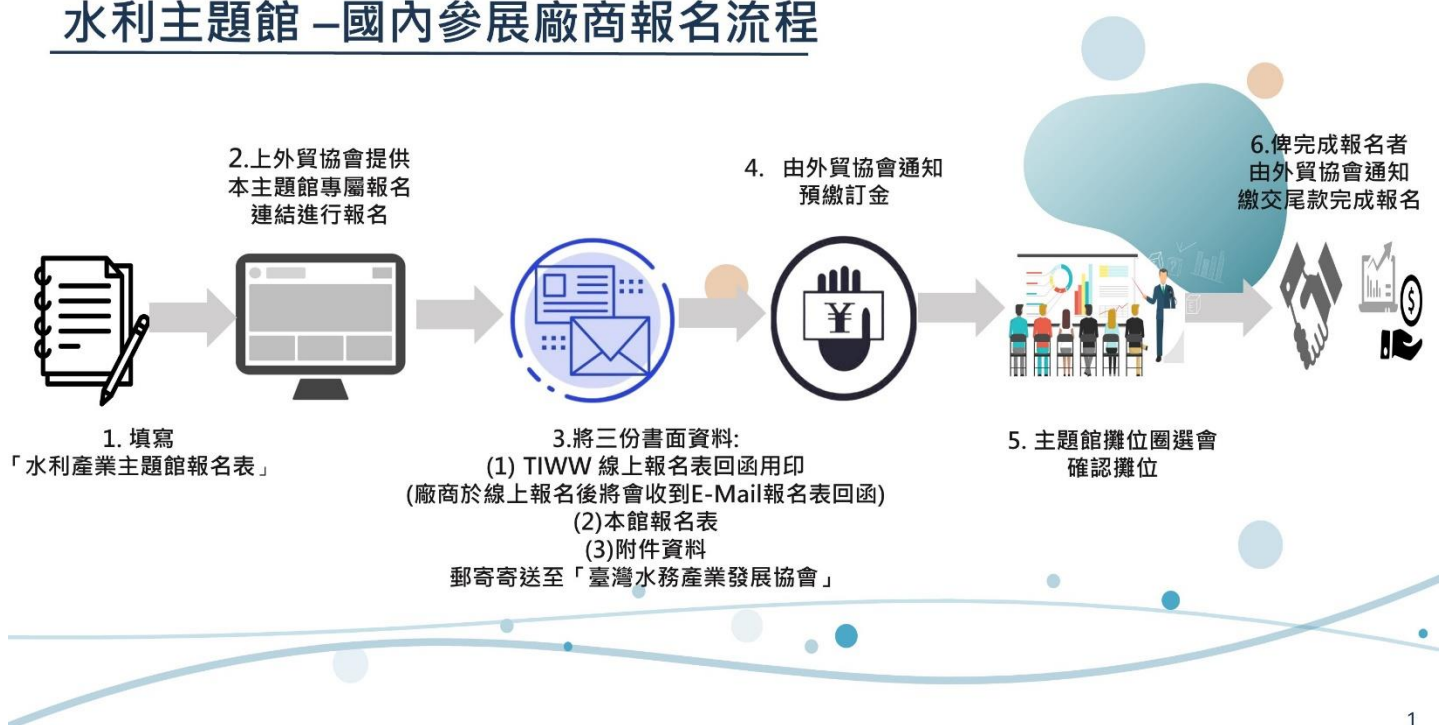 水利主題館 –國內參展廠商報名流程
1. 填寫
「水利產業主題館報名表」
2.上外貿協會提供
本主題館專屬報名
連結進行報名
3.將三份書面資料:
(1) TIWW 線上報名表回函用印
(廠商於線上報名後將會收到E-Mail報名表回函)
(2)本館報名表
(3)附件資料
郵寄寄送至「臺灣水務產業發展協會」
4. 由外貿協會通知
預繳訂金
¥
5. 主題館攤位圈選會
確認攤位
6.俾完成報名者
由外貿協會通知
繳交尾款完成報名
$
1